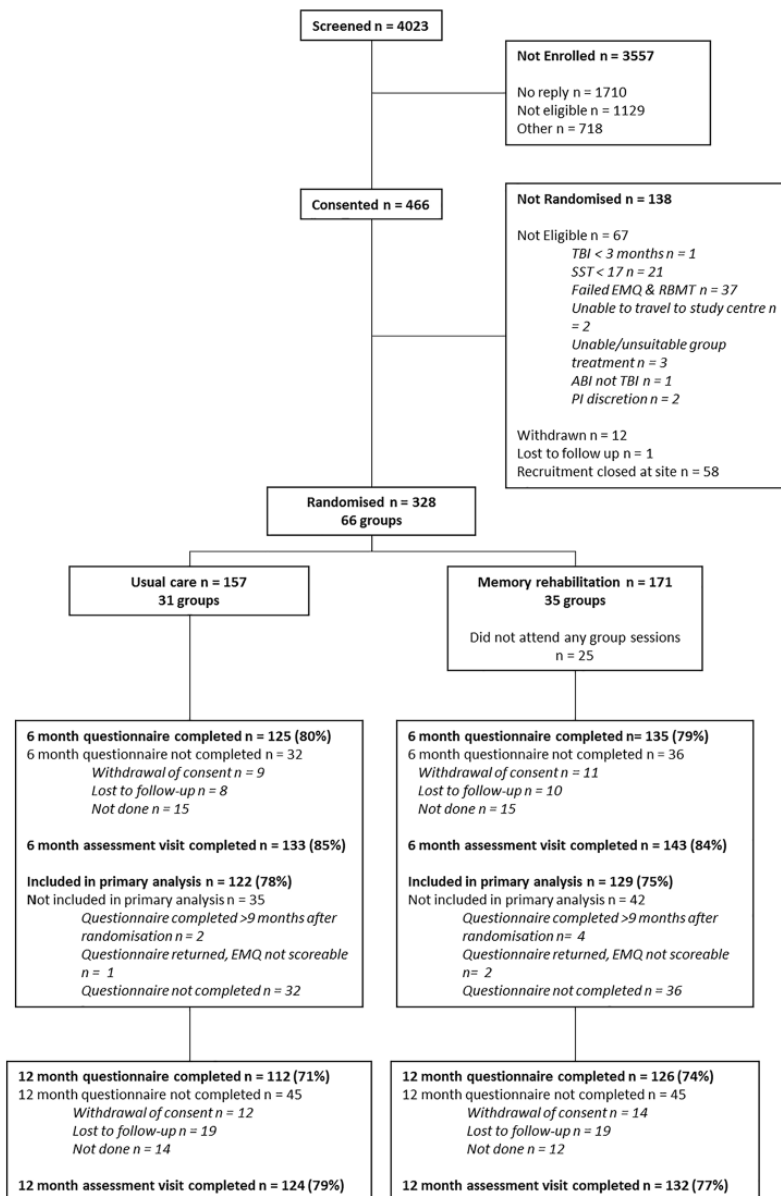 Screened n = 4023
Not Enrolled n = 3557
No reply n = 1710
Not eligible n = 1129
Other n = 718
Consented n = 466
Not Randomised n = 138
Not Eligible n = 67
TBI < 3 months n = 1
SST < 17 n = 21
Failed EMQ & RBMT n = 37
Unable to travel to study centre n
= 2
Unable/unsuitable group
treatment n = 3
ABI not TBI n = 1
PI discretion n = 2
Withdrawn n = 12
Lost to follow up n = 1
Recruitment closed at site n = 58
Randomised n = 328
66 groups
Usual care n = 157
31 groups
Memory rehabilitation n = 171
35 groups
Did not attend any group sessions
n = 25
6 month questionnaire completed n = 125 (80%)
6 month questionnaire not completed n = 32
Withdrawal of consent n = 9
Lost to follow-up n = 8
Not done n = 15
6 month assessment visit completed n = 133 (85%)
Included in primary analysis n = 122 (78%)
Not included in primary analysis n = 35
Questionnaire completed >9 months after
randomisation n = 2
Questionnaire returned, EMQ not scoreable
n = 1
Questionnaire not completed n = 32
6 month questionnaire completed n= 135 (79%)
6 month questionnaire not completed n = 36
Withdrawal of consent n = 11
Lost to follow-up n = 10
Not done n = 15
6 month assessment visit completed n = 143 (84%)
Included in primary analysis n = 129 (75%)
Not included in primary analysis n = 42
Questionnaire completed >9 months after
randomisation n= 4
Questionnaire returned, EMQ not scoreable
n= 2
Questionnaire not completed n = 36
12 month questionnaire completed n = 112 (71%)
12 month questionnaire not completed n = 45
Withdrawal of consent n = 12
Lost to follow-up n = 19
Not done n = 14
12 month assessment visit completed n = 124 (79%)
12 month questionnaire completed n = 126 (74%)
12 month questionnaire not completed n = 45
Withdrawal of consent n = 14
Lost to follow-up n = 19
Not done n = 12
12 month assessment visit completed n = 132 (77%)